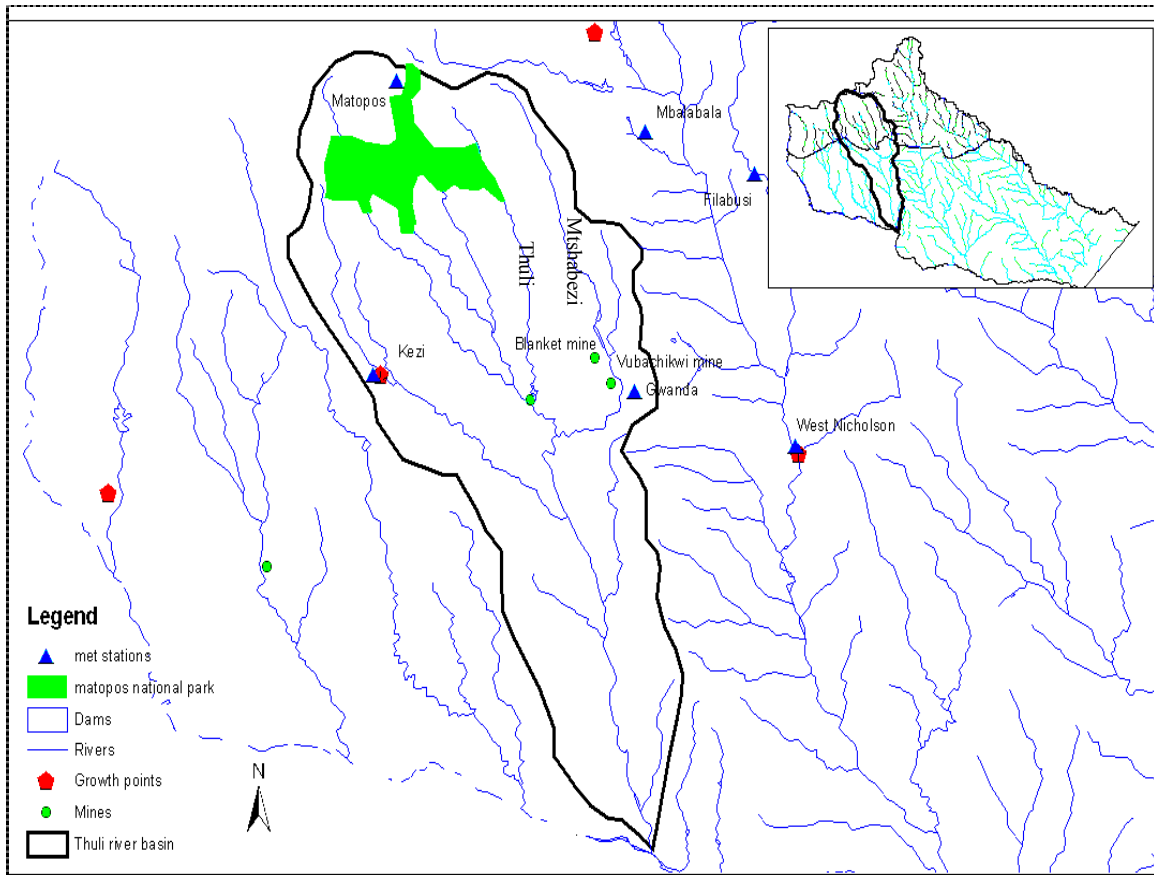 Matopos
Mbalabala
Filabusi
Thuli
Mtshabezi
Blanket mine
Kezi
Vubachikwi mine
Gwanda
West Nicholson
Legend
met stations
matopos national park
Dams
Rivers
Growth points
Mines
Thuli river basin
N